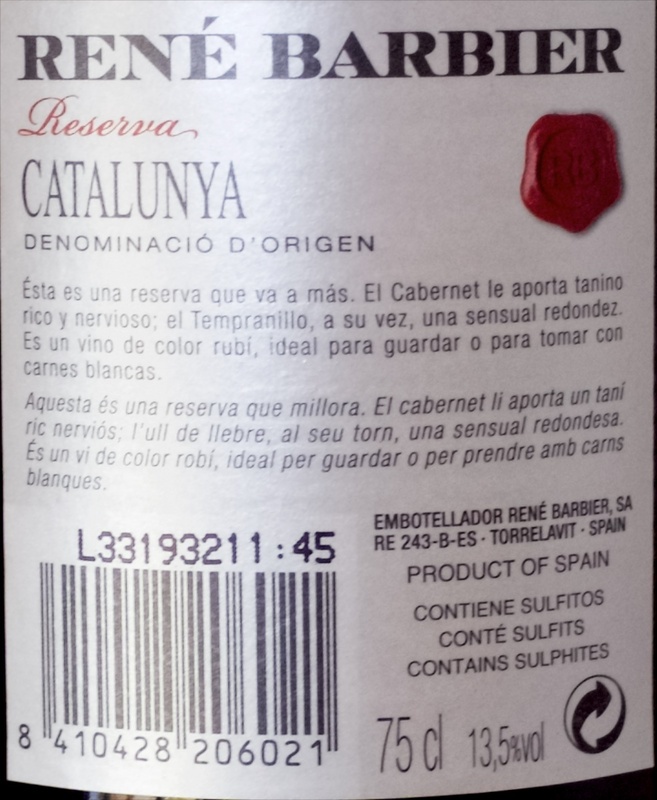 RENÉ BARBIER
Reserva
CATALUNYA
DENOMINACIÓ D'ORIGEN
RB
Ésta es una reserva que va a más. El Cabernet le aporta tanino
rico y nervioso; el Tempranillo, a su vez, una sensual redondez.
Es un vino de color rubí, ideal para guardar o para tomar con
carnes blancas.
Aquesta és una reserva que millora. El cabernet li aporta un taní
ric nerviós; l'ull de llebre, al seu torn, una sensual redondesa.
És un vi de color robí, ideal per guardar o per prendre amb carns
blanques.
L33193211:45
8 410428 206021
EMBOTELLADOR RENÉ BARBIER, SA
RE 243-B-ES · TORRELAVIT · SPAIN
PRODUCT OF SPAIN
CONTIENE SULFITOS
CONTÉ SULFITS
CONTAINS SULPHITES
75 cl 13,5%vol